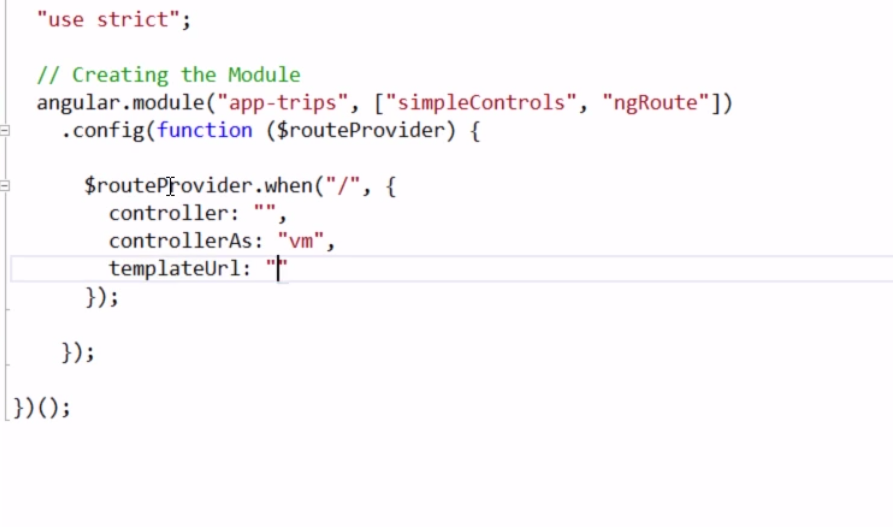 "use strict";
// Creating the Module
angular.module("app-trips", ["simpleControls", "ngRoute"])
.config(function ($routeProvider) {
$routeProvider.when("/", {
controller: "",
controllerAs: "vm",
templateUrl: ""
});
});
})();